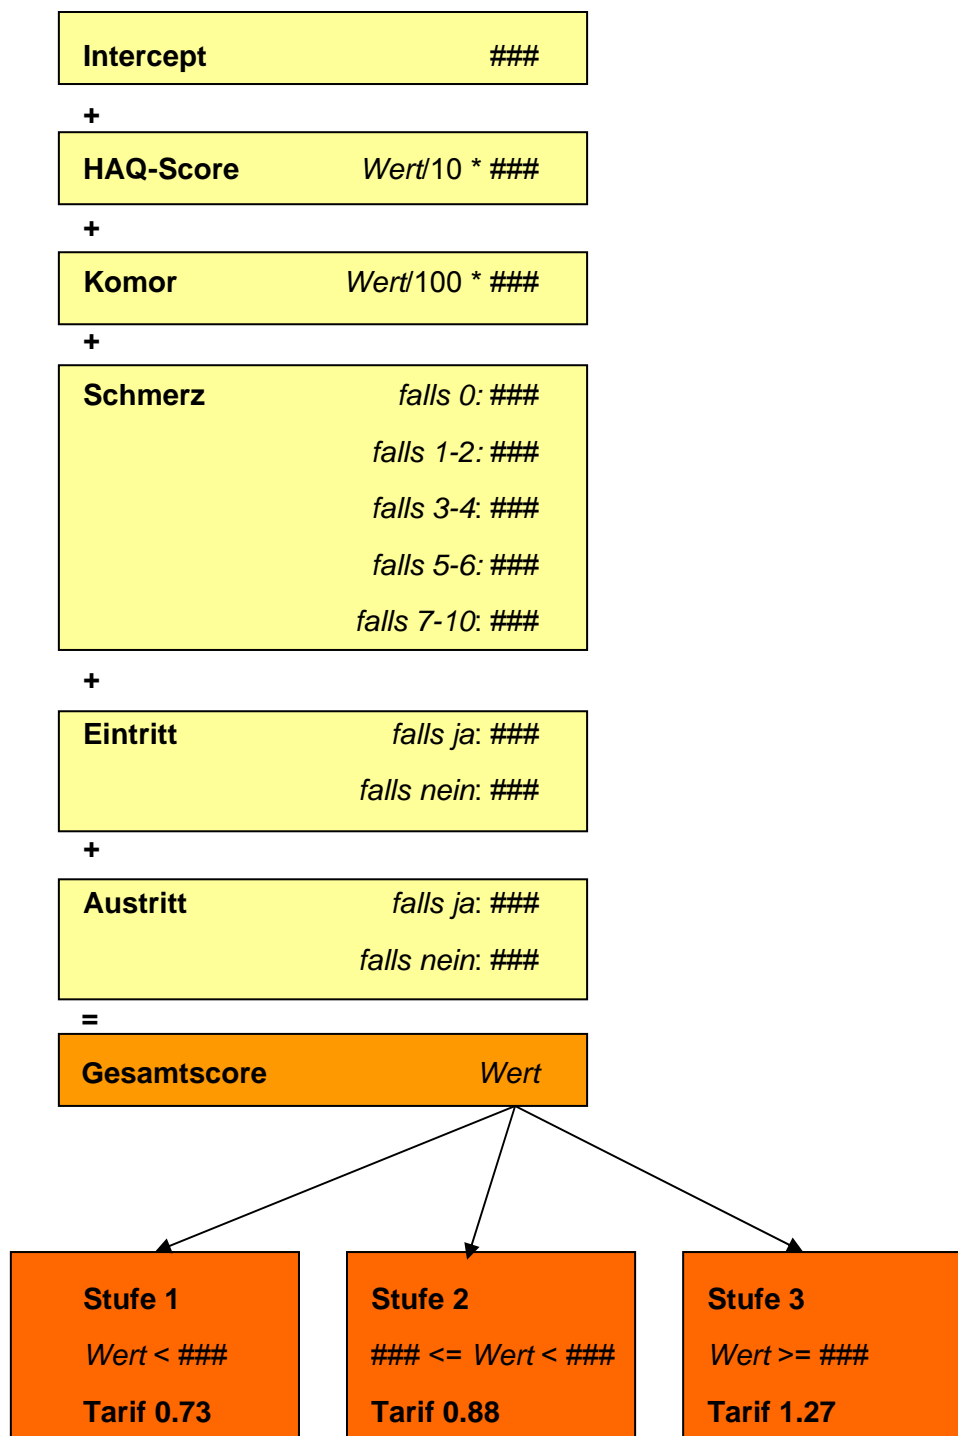 Intercept ###
+
HAQ-Score Wert/10 * ###
+
Komor Wert/100 * ###
+
Schmerz falls 0: ###
falls 1-2: ###
falls 3-4: ###
falls 5-6: ###
falls 7-10: ###
+
Eintritt falls ja: ###
falls nein: ###
+
Austritt falls ja: ###
falls nein: ###
=
Gesamtscore Wert
Stufe 1
Wert < ###
Tarif 0.73
Stufe 2
### <= Wert < ###
Tarif 0.88
Stufe 3
Wert >= ###
Tarif 1.27